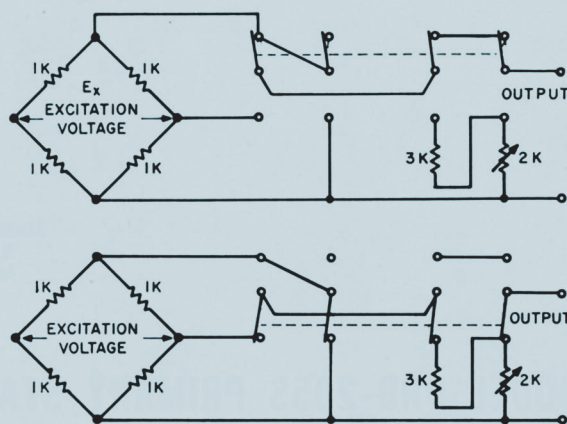 1K 1K
Ex
EXCITATION
VOLTAGE
OUTPUT
1K 1K
3K 2K
1K 1K
EXCITATION
VOLTAGE
OUTPUT
1K 1K
3K 2K